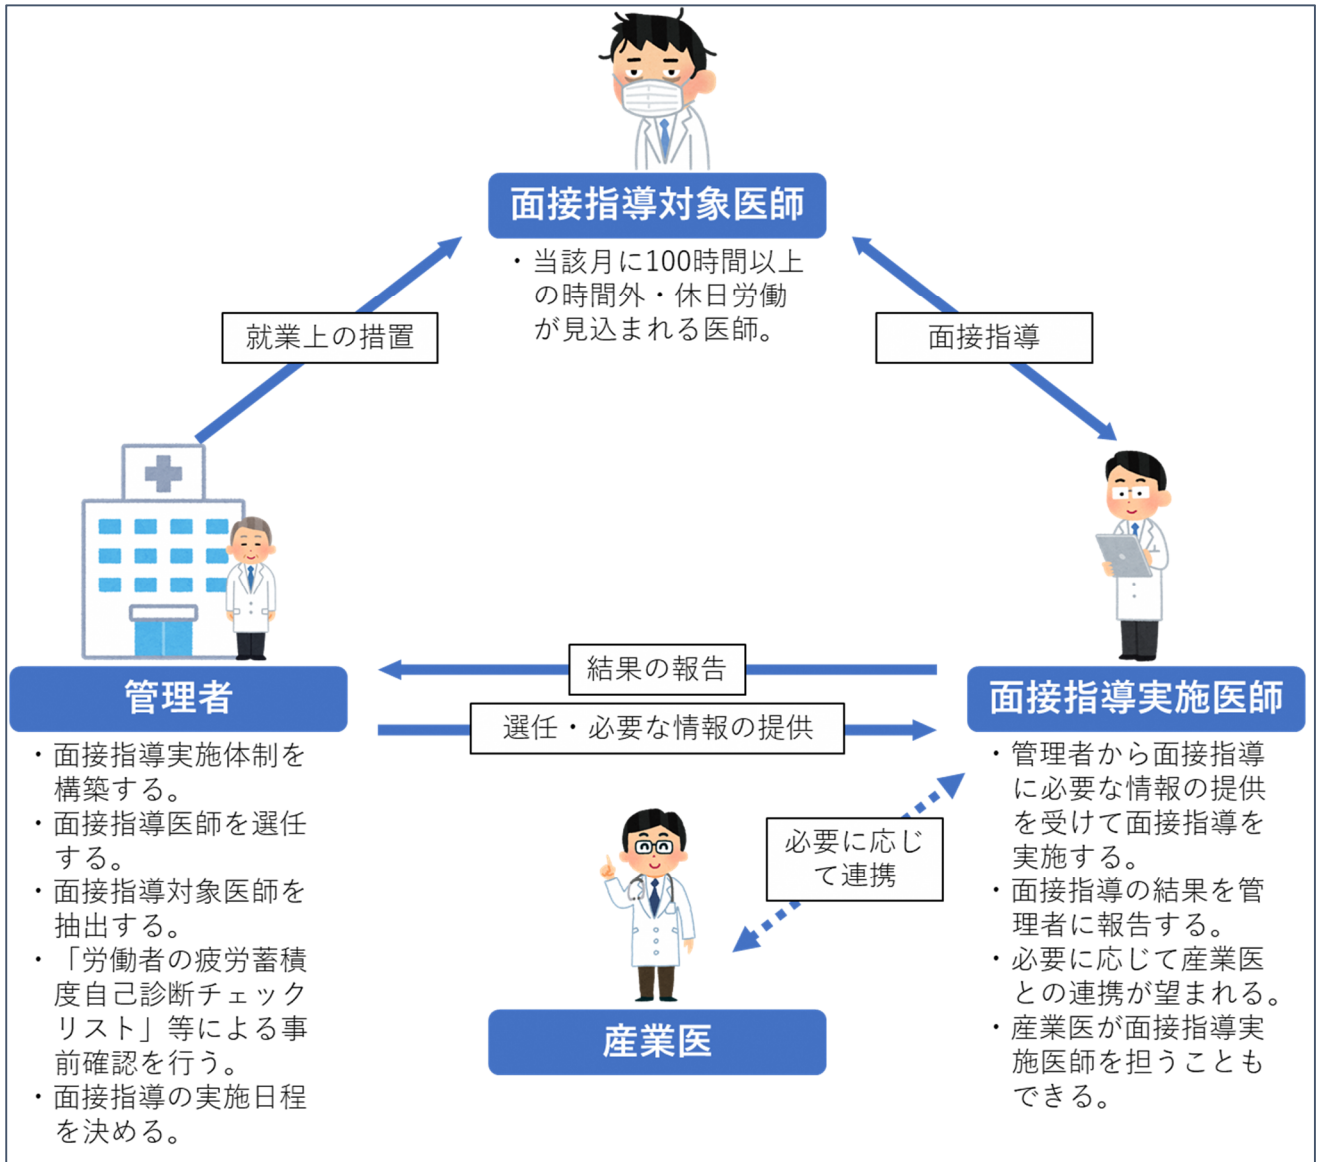 面接指導対象医師
・当該月に100時間以上
の時間外・休日労働
が見込まれる医師。
就業上の措置
面接指導
結果の報告
選任・必要な情報の提供
管理者
・面接指導実施体制を
構築する。
・面接指導医師を選任
する。
・面接指導対象医師を
抽出する。
・「労働者の疲労蓄積
度自己診断チェック
リスト」等による事
前確認を行う。
・面接指導の実施日程
を決める。
必要に応じ
て連携
産業医
面接指導実施医師
・管理者から面接指導
に必要な情報の提供
を受けて面接指導を
実施する。
・面接指導の結果を管
理者に報告する。
・必要に応じて産業医
との連携が望まれる。
・産業医が面接指導実
施医師を担うことも
できる。